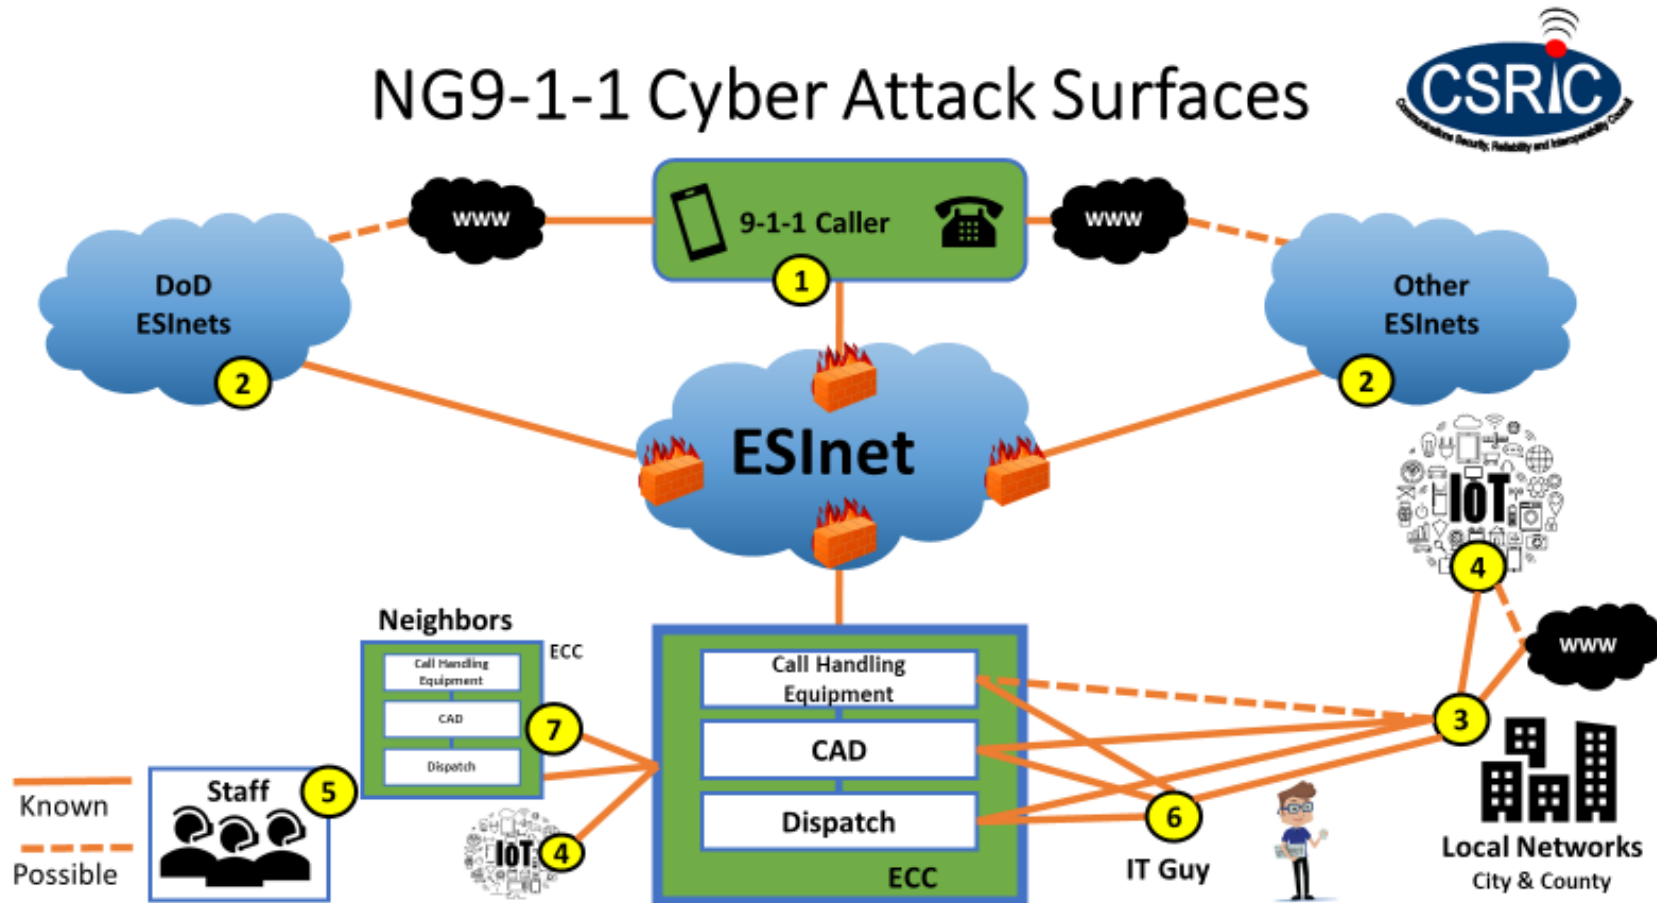 NG9-1-1 Cyber Attack Surfaces
CSRIC
Communications Security, Reliability and Interoperability Council
www
9-1-1 Caller
www
1
DoD
ESInets
2
Other
ESInets
2
ESInet
IoT
4
www
Neighbors
ECC
Call Handling
Equipment
CAD
Dispatch
7
Call Handling
Equipment
CAD
Dispatch
ECC
3
Local Networks
City & County
6
IT Guy
Staff
5
IoT
4
Known
Possible